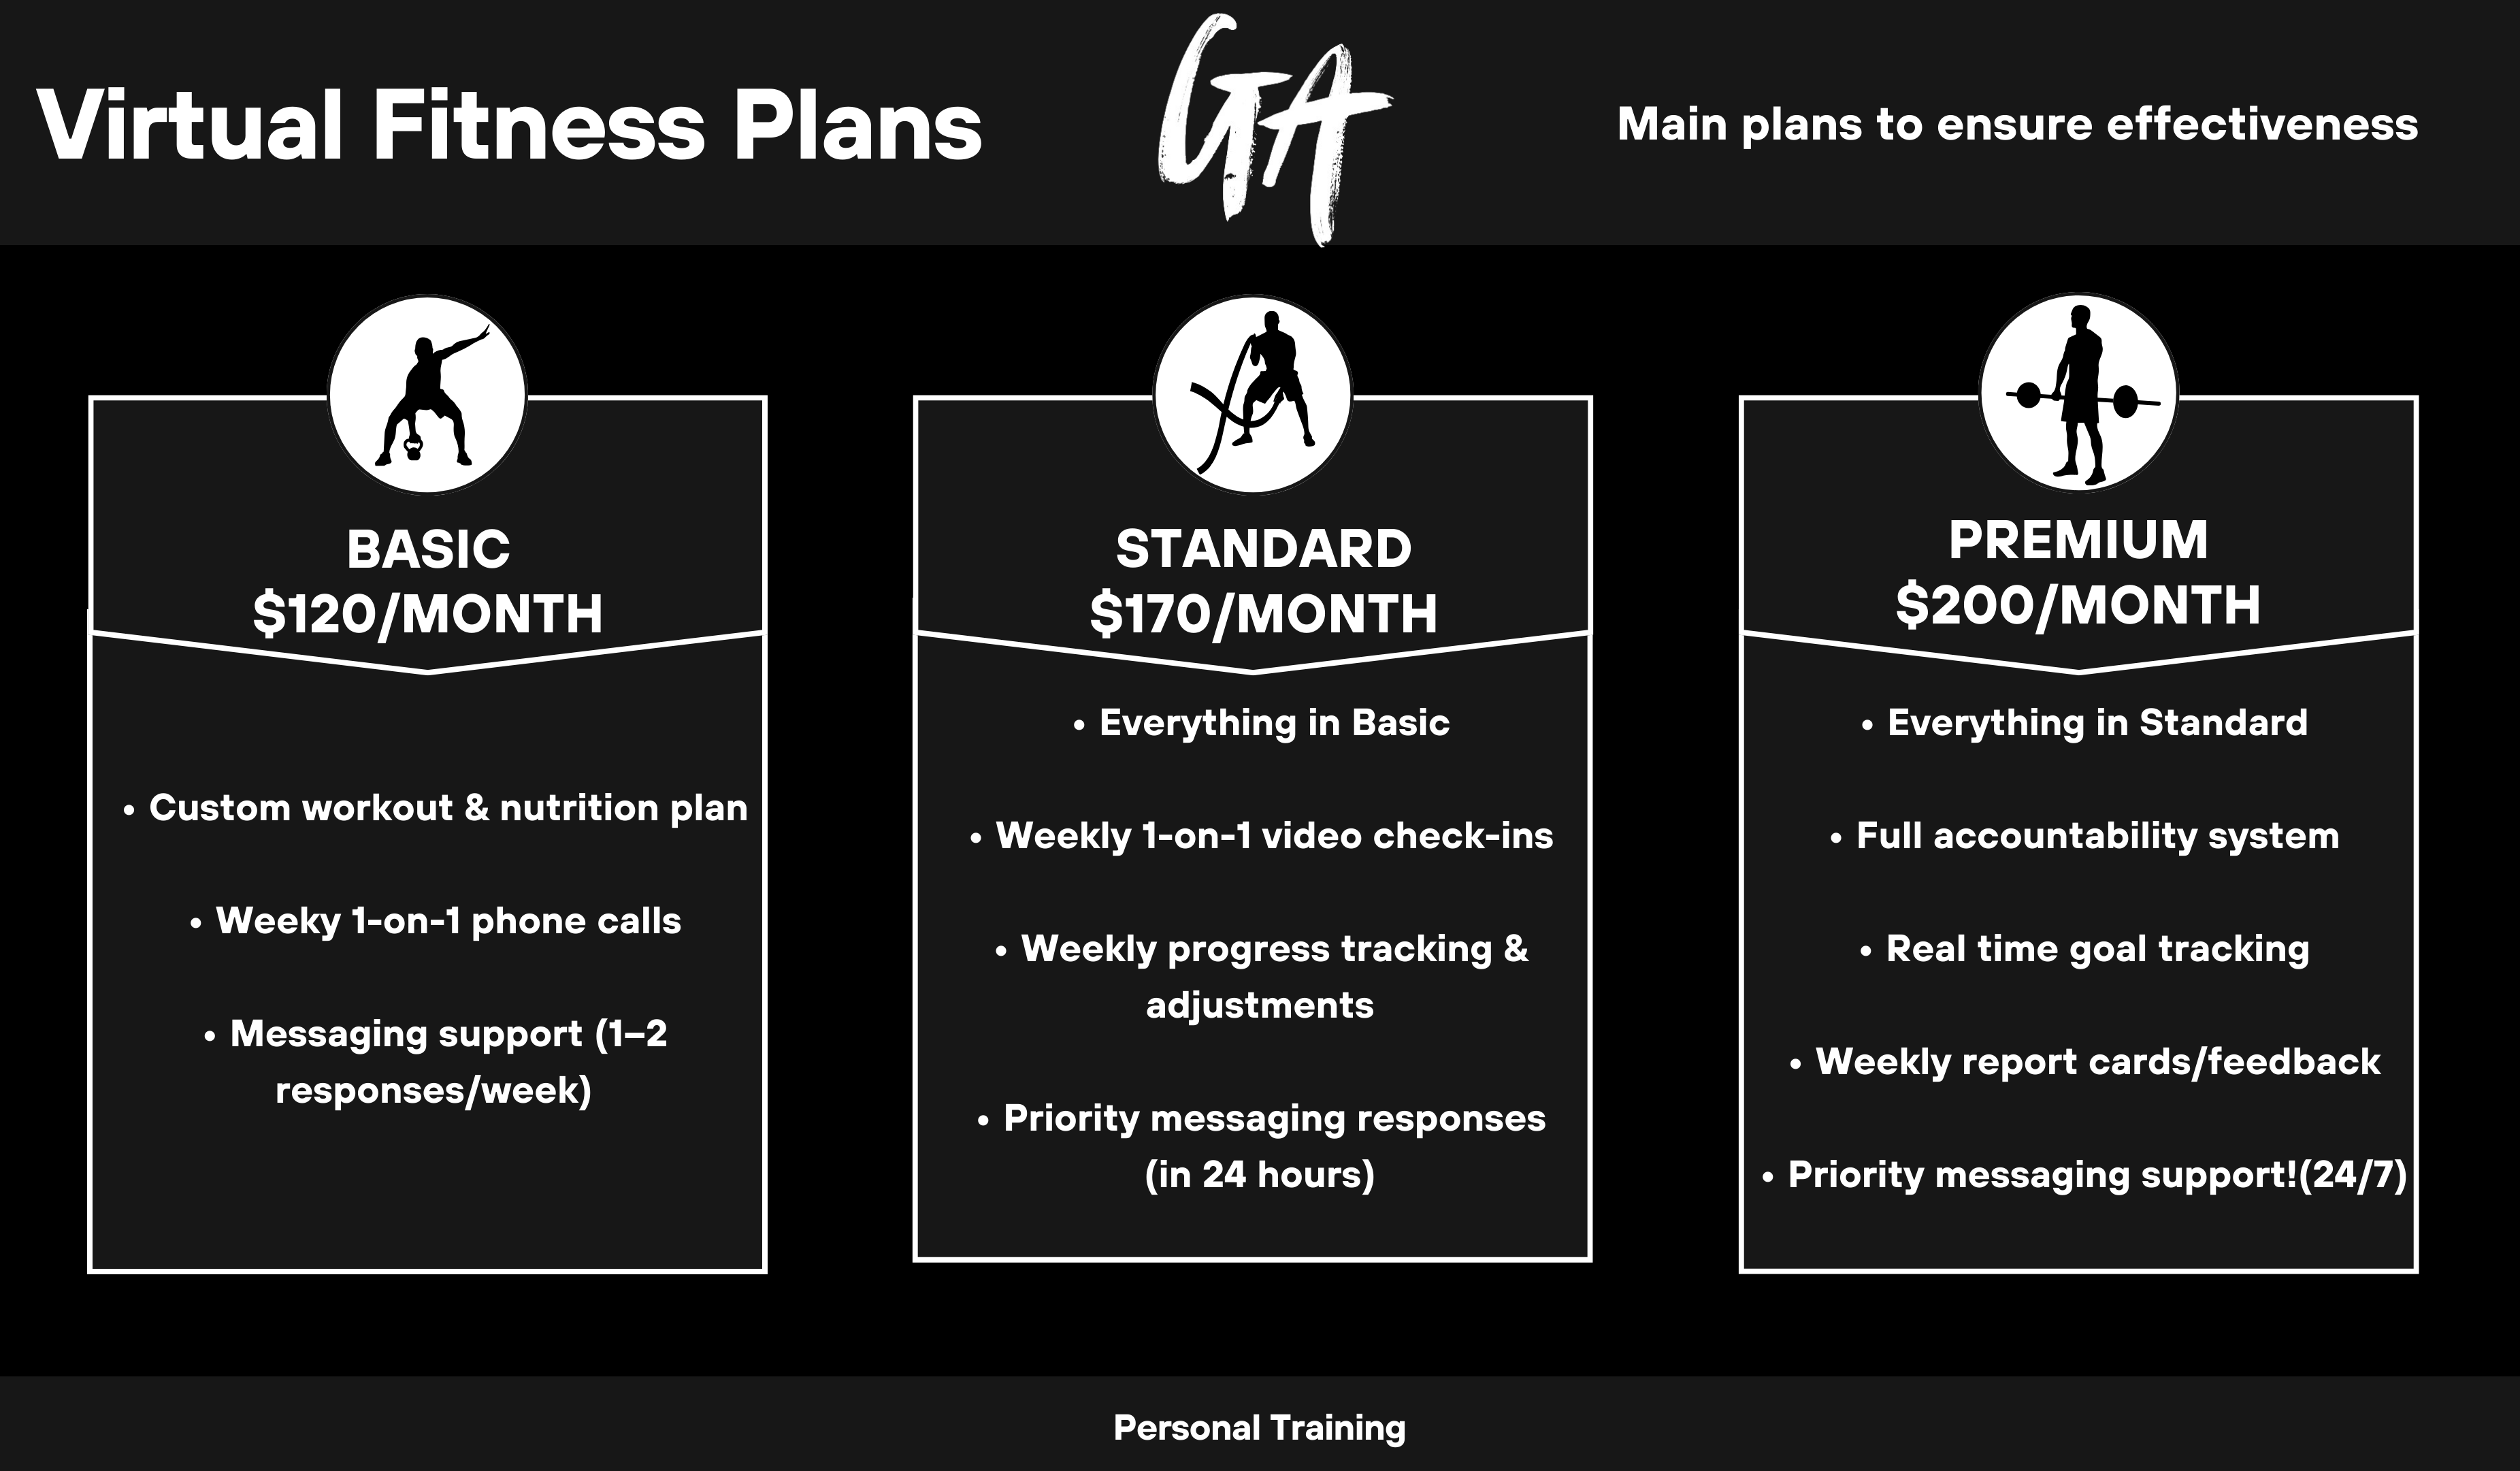 Virtual Fitness Plans
GA
Main plans to ensure effectiveness
BASIC
$120/MONTH
• Custom workout & nutrition plan
• Weeky 1-on-1 phone calls
• Messaging support (1–2
responses/week)
STANDARD
$170/MONTH
• Everything in Basic
• Weekly 1-on-1 video check-ins
• Weekly progress tracking &
adjustments
• Priority messaging responses
(in 24 hours)
PREMIUM
$200/MONTH
• Everything in Standard
• Full accountability system
• Real time goal tracking
• Weekly report cards/feedback
• Priority messaging support!(24/7)
Personal Training